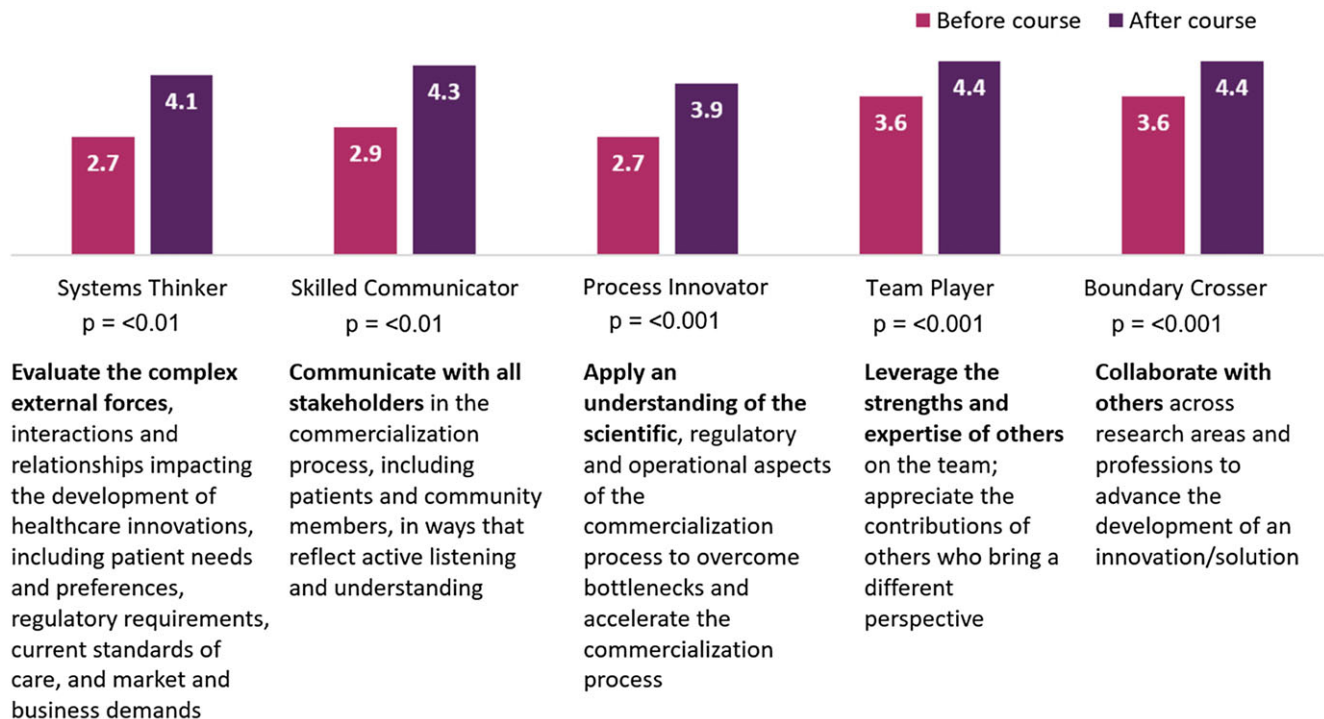 Before course After course
2.7 4.1 2.9 4.3 2.7 3.9 3.6 4.4 3.6 4.4
Systems Thinker
p = <0.01
Skilled Communicator
p = <0.01
Process Innovator
p = <0.001
Team Player
p = <0.001
Boundary Crosser
p = <0.001
Evaluate the complex
external forces,
interactions and
relationships impacting
the development of
healthcare innovations,
including patient needs
and preferences,
regulatory requirements,
current standards of
care, and market and
business demands
Communicate with all
stakeholders in the
commercialization
process, including
patients and community
members, in ways that
reflect active listening
and understanding
Apply an
understanding of the
scientific, regulatory
and operational aspects
of the
commercialization
process to overcome
bottlenecks and
accelerate the
commercialization
process
Leverage the
strengths and
expertise of others
on the team;
appreciate the
contributions of
others who bring a
different
perspective
Collaborate with
others across
research areas and
professions to
advance the
development of an
innovation/solution